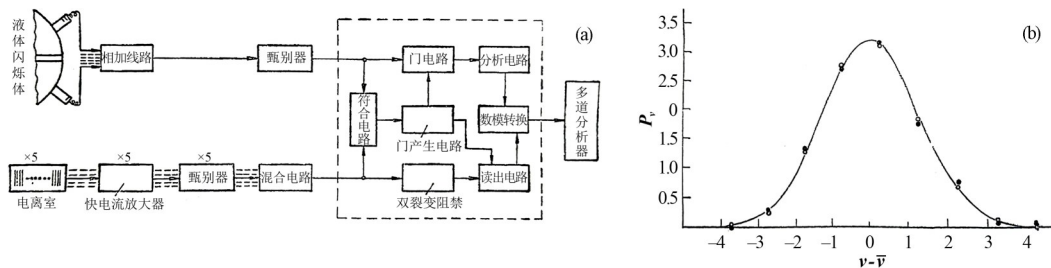 液体闪烁体
相加线路
甄别器
门电路
分析电路
(a)
符合电路
门产生电路
数模转换
多道分析器
×5
×5
×5
电离室
快电流放大器
甄别器
混合电路
双裂变阻禁
读出电路
(b)
P_ν
3.5
3.0
2.5
2.0
0
1.5
1.0
0.5
-4
-3
-2
-1
0
1
2
3
4
ν-ν̄